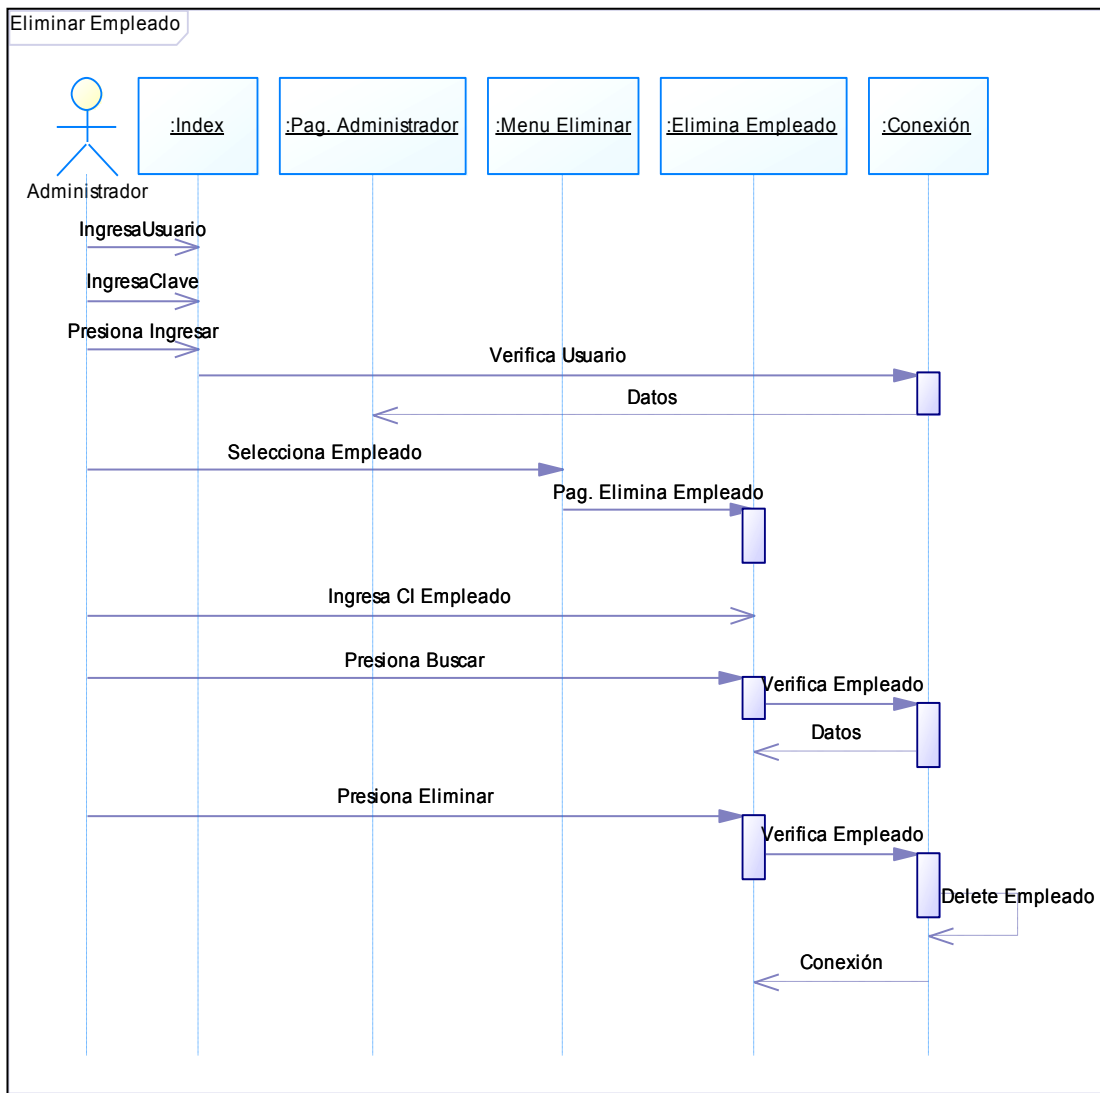 Eliminar Empleado
:Index
:Pag. Administrador
:Menu Eliminar
:Elimina Empleado
:Conexión
Administrador
IngresaUsuario
IngresaClave
Presiona Ingresar
Verifica Usuario
Datos
Selecciona Empleado
Pag. Elimina Empleado
Ingresa CI Empleado
Presiona Buscar
Verifica Empleado
Datos
Presiona Eliminar
Verifica Empleado
Delete Empleado
Conexión